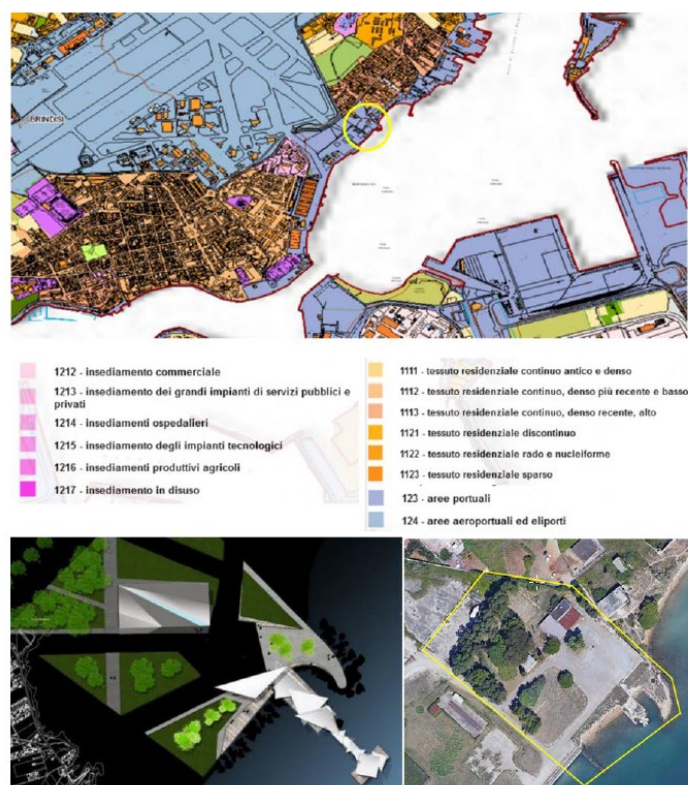 BRINDISI
1212 - insediamento commerciale
1213 - insediamento dei grandi impianti di servizi pubblici e
privati
1214 - insediamenti ospedalieri
1215 - insediamento degli impianti tecnologici
1216 - insediamenti produttivi agricoli
1217 - insediamento in disuso
1111 - tessuto residenziale continuo antico e denso
1112 - tessuto residenziale continuo, denso più recente e basso
1113 - tessuto residenziale continuo, denso recente, alto
1121 - tessuto residenziale discontinuo
1122 - tessuto residenziale rado e nucleiforme
1123 - tessuto residenziale sparso
123 - aree portuali
124 - aree aeroportuali ed eliporti